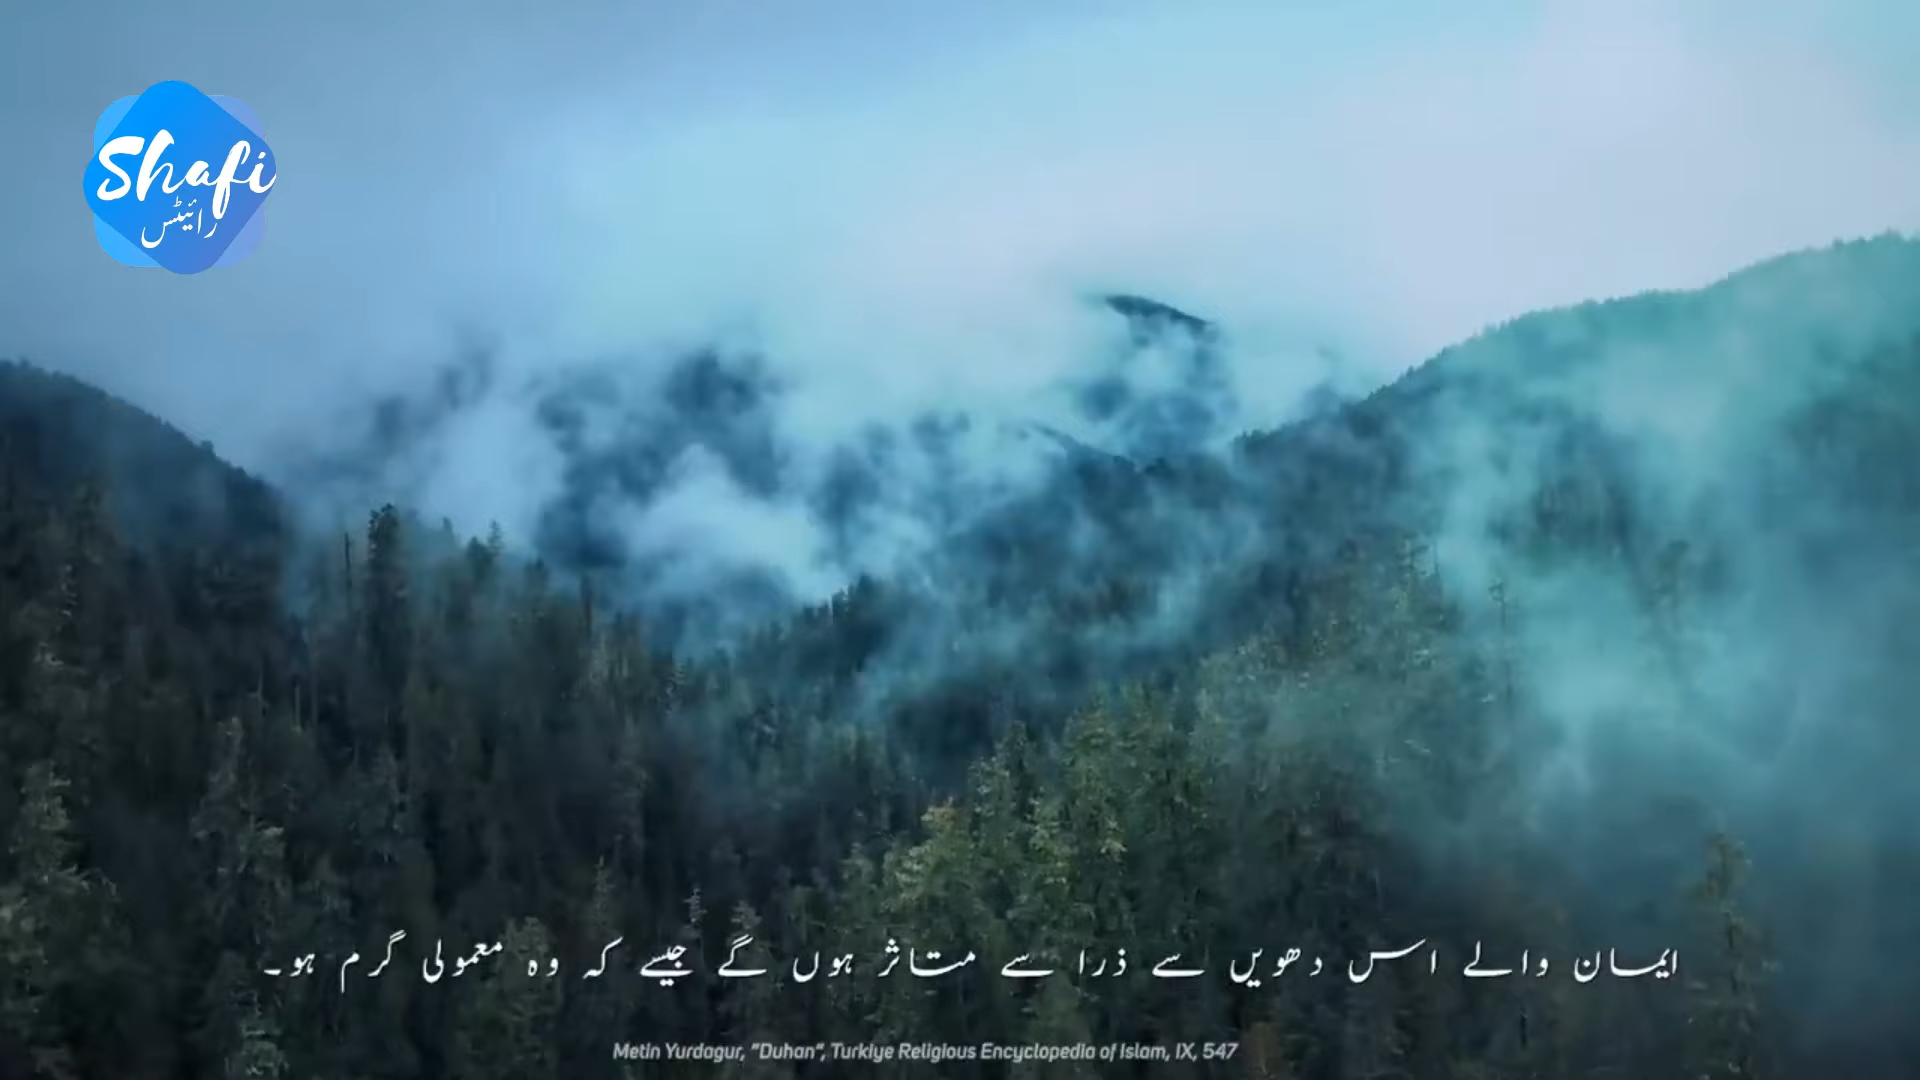 Shafi
رائیٹس
ایمان والے اس دھویں سے ذرا سے متاثر ہوں گے جیسے کہ وہ معمولی گرم ہو۔
Metin Yurdagur, "Duhan", Turkiye Religious Encyclopedia of Islam, IX, 547